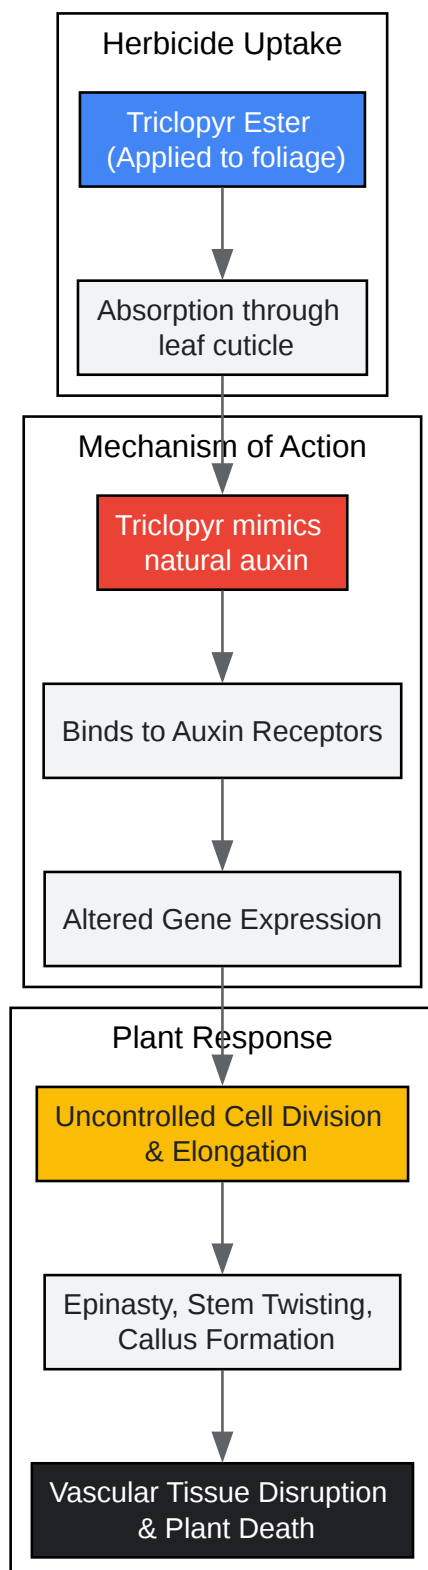 Herbicide Uptake
Triclopyr Ester
(Applied to foliage)
Absorption through
leaf cuticle
Mechanism of Action
Triclopyr mimics
natural auxin
Binds to Auxin Receptors
Altered Gene Expression
Plant Response
Uncontrolled Cell Division
& Elongation
Epinasty, Stem Twisting,
Callus Formation
Vascular Tissue Disruption
& Plant Death